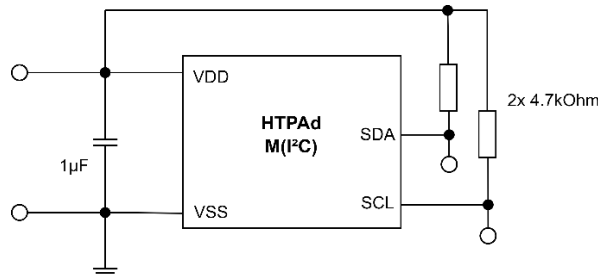 VDD
HTPAd
M(I²C)
SDA
2x 4.7kOhm
1µF
VSS
SCL